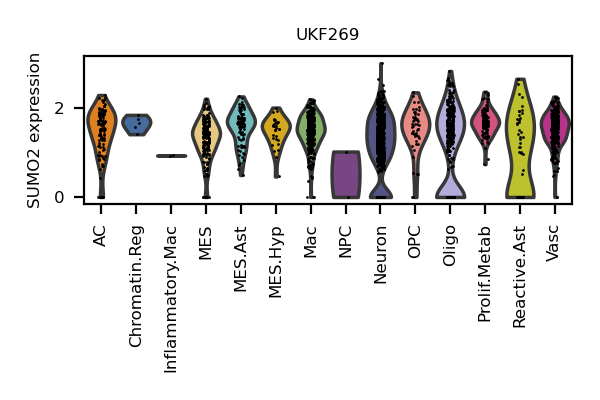 UKF269
SUMO2 expression
2
0
AC
Chromatin.Reg
Inflammatory.Mac
MES
MES.Ast
MES.Hyp
Mac
NPC
Neuron
OPC
Oligo
Prolif.Metab
Reactive.Ast
Vasc